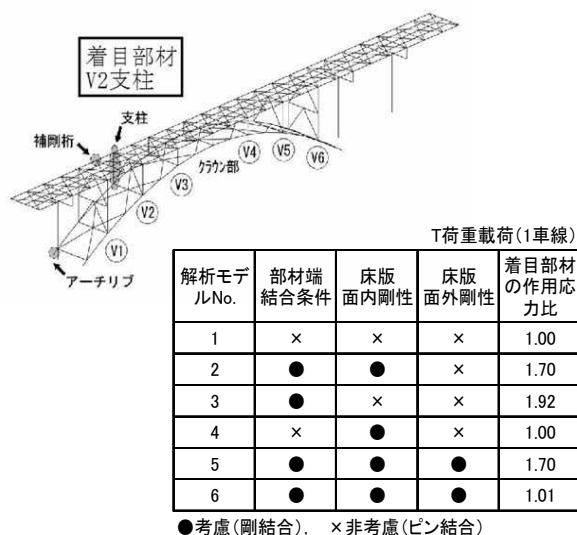 着目部材
V2支柱
支柱
補剛桁
クラウン部
V4
V5
V6
V3
V2
V1
アーチリブ
T荷重載荷(1車線)
解析モデルNo. 部材端結合条件 床版面内剛性 床版面外剛性 着目部材の作用応力比
1 × × × 1.00
2 ● ● × 1.70
3 ● × × 1.92
4 × ● × 1.00
5 ● ● ● 1.70
6 ● ● ● 1.01
●考慮(剛結合)、×非考慮(ピン結合)